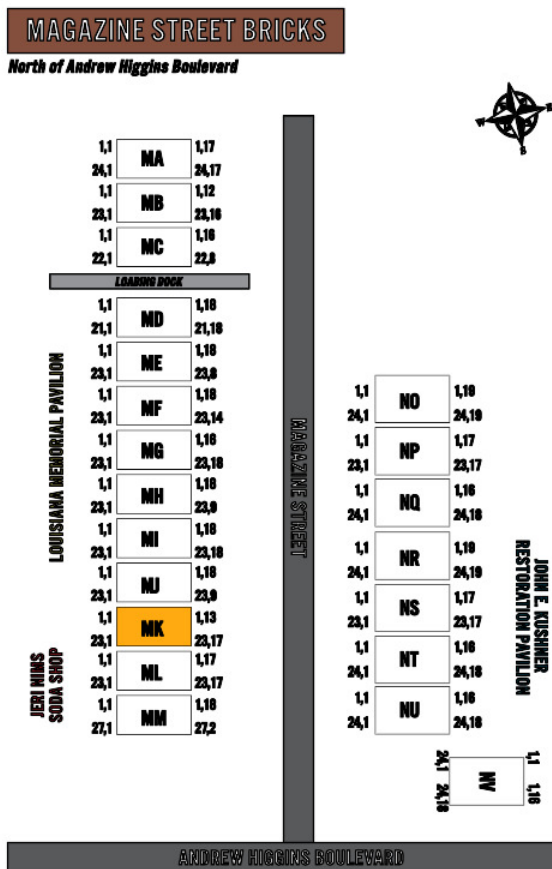 MAGAZINE STREET BRICKS
North of Andrew Higgins Boulevard
N
W
E
S
1,1 MA 1,17
24,1 24,17
1,1 MB 1,12
23,1 23,16
1,1 MC 1,16
22,1 22,8
LOADING DOCK
1,1 MD 1,18
21,1 21,18
1,1 ME 1,18
23,1 23,8
1,1 MF 1,18
23,1 23,14
1,1 MG 1,16
23,1 23,18
1,1 MH 1,18
23,1 23,9
1,1 MI 1,18
23,1 23,18
1,1 MJ 1,18
23,1 23,9
1,1 MK 1,13
23,1 23,17
1,1 ML 1,17
23,1 23,17
1,1 MM 1,18
27,1 27,2
LOUISIANA MEMORIAL PAVILION
JERI NIMS
SODA SHOP
MAGAZINE STREET
1,1 NO 1,19
24,1 24,19
1,1 NP 1,17
23,1 23,17
1,1 NQ 1,16
24,1 24,18
1,1 NR 1,19
24,1 24,19
1,1 NS 1,17
23,1 23,17
1,1 NT 1,16
24,1 24,18
1,1 NU 1,16
24,1 24,18
JOHN E. KUSHNER
RESTORATION PAVILION
1,1 NV 1,16
24,1 24,18
ANDREW HIGGINS BOULEVARD